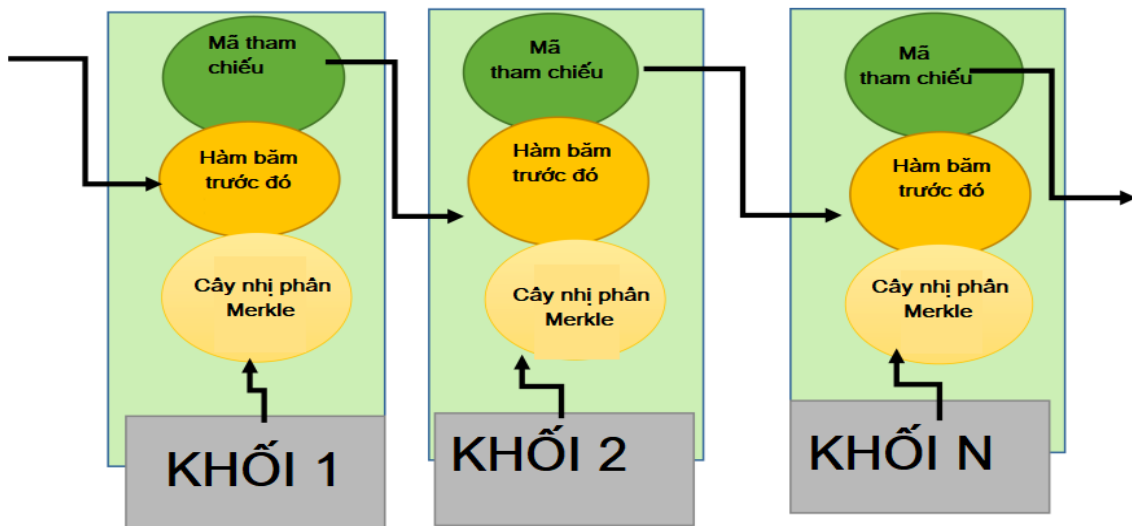 Mã tham
chiếu
Hàm băm
trước đó
Cây nhị phân
Merkle
KHỐI 1
Mã
tham chiếu
Hàm băm
trước đó
Cây nhị phân
Merkle
KHỐI 2
Mã
tham chiếu
Hàm băm
trước đó
Cây nhị phân
Merkle
KHỐI N